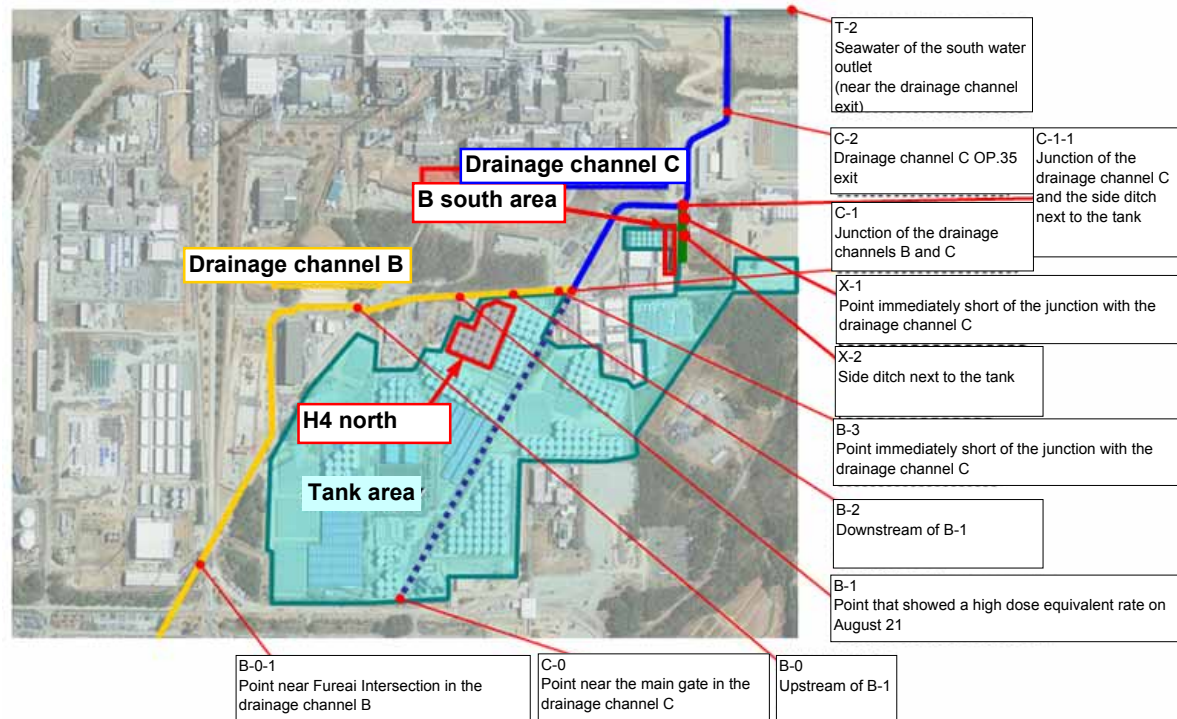 T-2
Seawater of the south water
outlet
(near the drainage channel
exit)
C-2
Drainage channel C OP.35
exit
C-1-1
Junction of the
drainage channel C
and the side ditch
next to the tank
C-1
Junction of the drainage
channels B and C
X-1
Point immediately short of the junction with the
drainage channel C
X-2
Side ditch next to the tank
B-3
Point immediately short of the junction with the
drainage channel C
B-2
Downstream of B-1
B-1
Point that showed a high dose equivalent rate on
August 21
Drainage channel C
B south area
Drainage channel B
H4 north
Tank area
B-0-1
Point near Fureai Intersection in the
drainage channel B
C-0
Point near the main gate in the
drainage channel C
B-0
Upstream of B-1